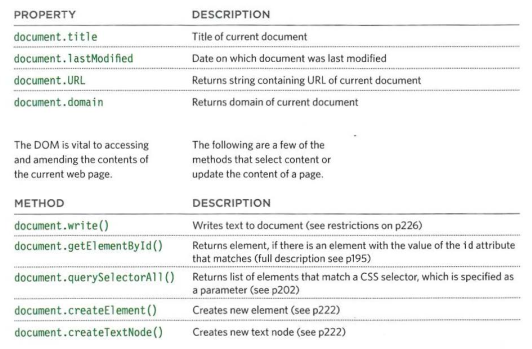 PROPERTY DESCRIPTION
document.title Title of current document
document.lastModified Date on which document was last modified
document.URL Returns string containing URL of current document
document.domain Returns domain of current document
The DOM is vital to accessing
and amending the contents of
the current web page.
The following are a few of the
methods that select content or
update the content of a page.
METHOD DESCRIPTION
document.write() Writes text to document (see restrictions on p226)
document.getElementById() Returns element, if there is an element with the value of the id attribute
that matches (full description see p195)
document.querySelectorAll() Returns list of elements that match a CSS selector, which is specified as
a parameter (see p202)
document.createElement() Creates new element (see p222)
document.createTextNode() Creates new text node (see p222)